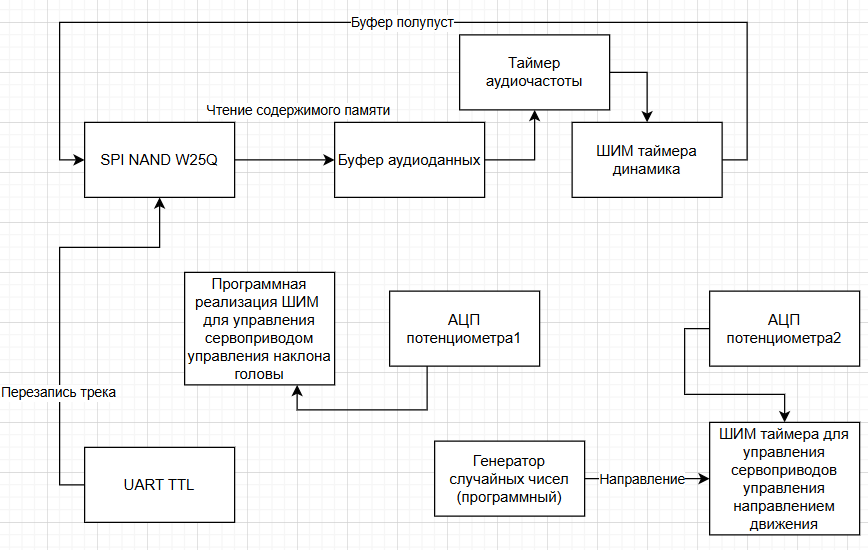 Буфер полупуст
Таймер
аудиочастоты
Чтение содержимого памяти
SPI NAND W25Q
Буфер аудиоданных
ШИМ таймера
динамика
Программная
реализация ШИМ
для управления
сервоприводом
управления наклона
головы
АЦП
потенциометра1
АЦП
потенциометра2
Перезапись трека
UART TTL
Генератор
случайных чисел
(программный)
Направление
ШИМ таймера для
управления
сервоприводов
управления
направлением
движения